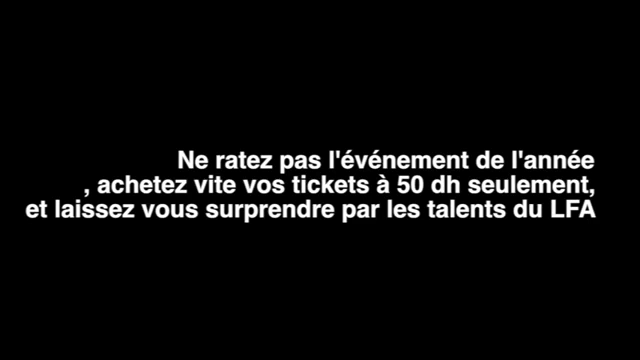 Ne ratez pas l'événement de l'année
, achetez vite vos tickets à 50 dh seulement,
et laissez vous surprendre par les talents du LFA